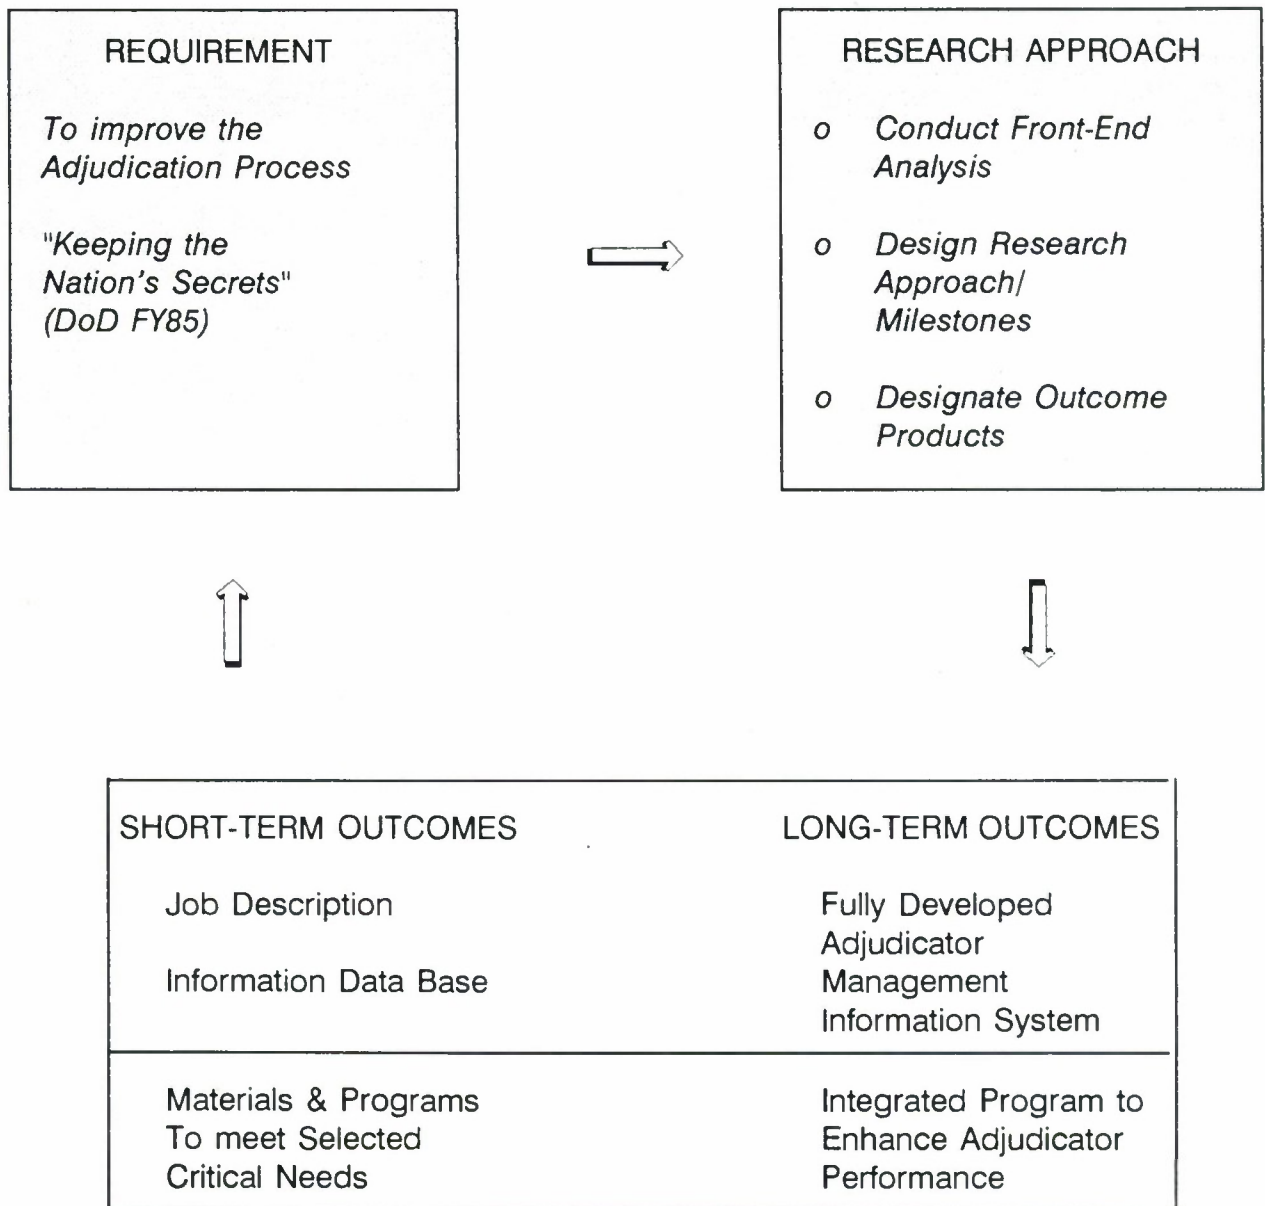 REQUIREMENT
To improve the
Adjudication Process
"Keeping the
Nation's Secrets"
(DoD FY85)
RESEARCH APPROACH
o Conduct Front-End
Analysis
o Design Research
Approach/
Milestones
o Designate Outcome
Products
SHORT-TERM OUTCOMES
Job Description
Information Data Base
LONG-TERM OUTCOMES
Fully Developed
Adjudicator
Management
Information System
Materials & Programs
To meet Selected
Critical Needs
Integrated Program to
Enhance Adjudicator
Performance